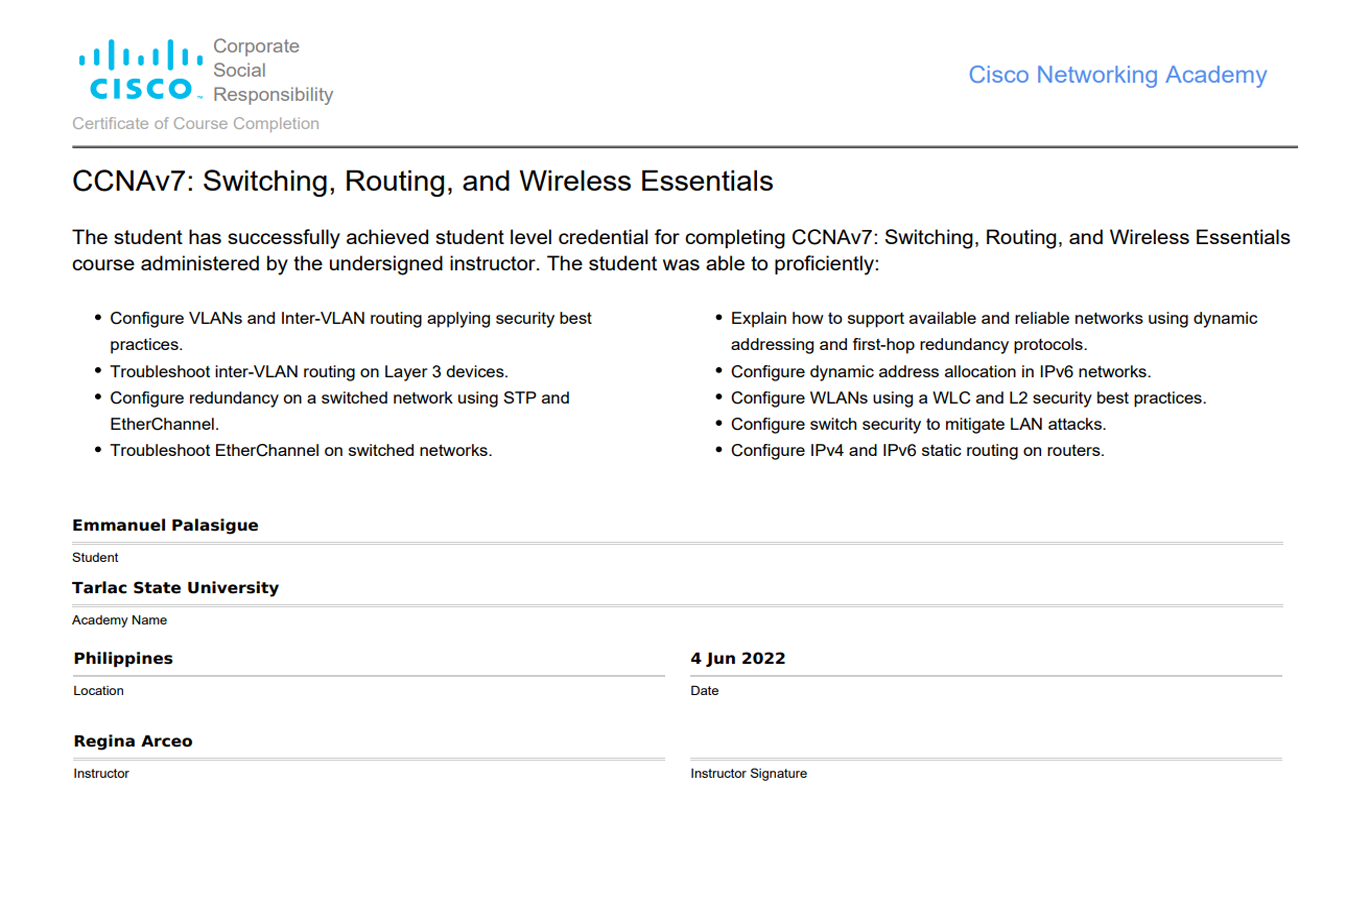 CISCO
Corporate
Social
Responsibility
Cisco Networking Academy
Certificate of Course Completion
CCNAv7: Switching, Routing, and Wireless Essentials
The student has successfully achieved student level credential for completing CCNAv7: Switching, Routing, and Wireless Essentials
course administered by the undersigned instructor. The student was able to proficiently:
• Configure VLANs and Inter-VLAN routing applying security best
practices.
• Troubleshoot inter-VLAN routing on Layer 3 devices.
• Configure redundancy on a switched network using STP and
EtherChannel.
• Troubleshoot EtherChannel on switched networks.
• Explain how to support available and reliable networks using dynamic
addressing and first-hop redundancy protocols.
• Configure dynamic address allocation in IPv6 networks.
• Configure WLANs using a WLC and L2 security best practices.
• Configure switch security to mitigate LAN attacks.
• Configure IPv4 and IPv6 static routing on routers.
Emmanuel Palasigue
Student
Tarlac State University
Academy Name
Philippines
Location
4 Jun 2022
Date
Regina Arceo
Instructor
Instructor Signature